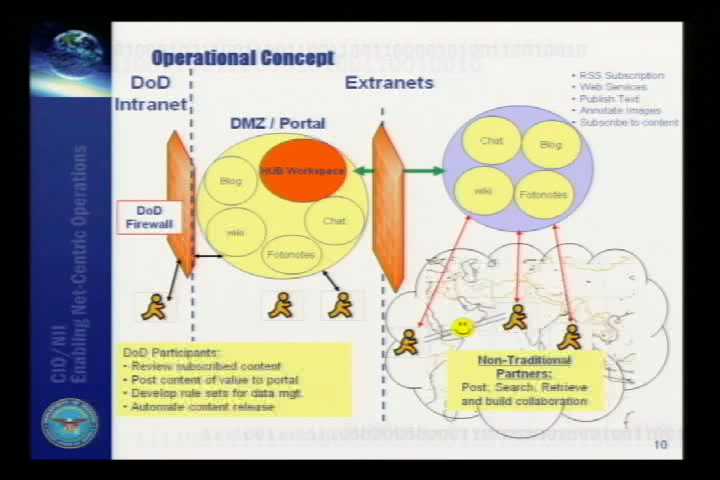 Operational Concept
DoD
Intranet
Extranets
DMZ / Portal
• RSS Subscription
• Web Services
• Publish Text
• Annotate Images
• Subscribe to content
Blog
HUB Workspace
Chat
wiki
Fotonotes
Chat
Blog
wiki
Fotonotes
DoD
Firewall
DoD Participants:
• Review subscribed content
• Post content of value to portal
• Develop rule sets for data mgt.
• Automate content release
Non-Traditional
Partners:
Post, Search, Retrieve
and build collaboration
CIO/NII
Enabling Net-Centric Operations
10